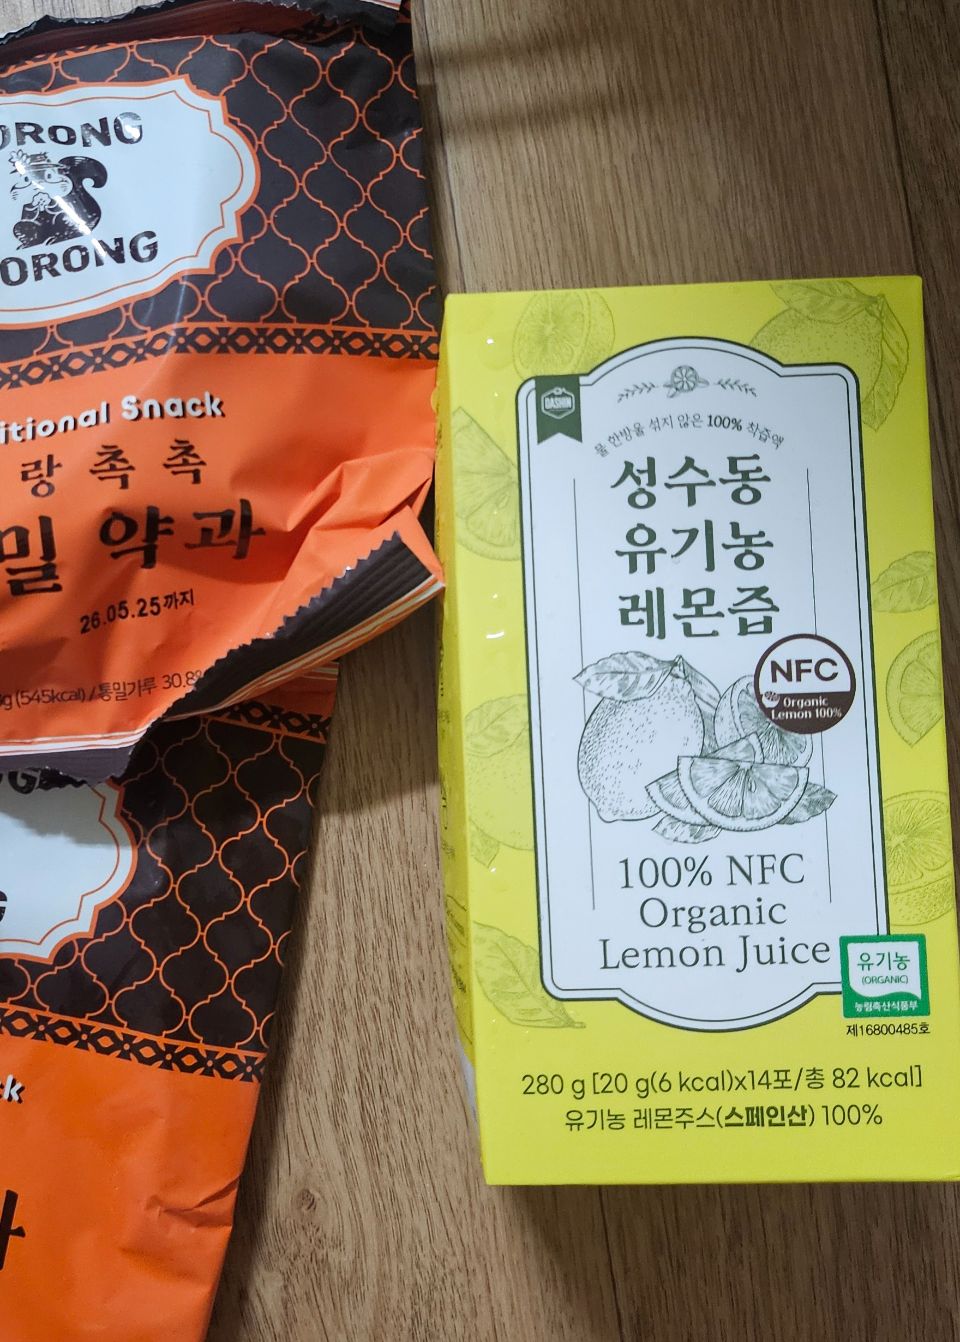 ORONG
ORONG
itional Snack
랑 촉촉
밀 약과
26.05.25까지
g (545kcal) / 통밀가루 30.8%
ck
DASHIN
물 한방울 섞지 않은 100% 착즙액
성수동
유기농
레몬즙
NFC
Organic
Lemon 100%
100% NFC
Organic
Lemon Juice
유기농
(ORGANIC)
농림축산식품부
제16800485호
280 g [20 g(6 kcal)x14포/총 82 kcal]
유기농 레몬주스(스페인산) 100%